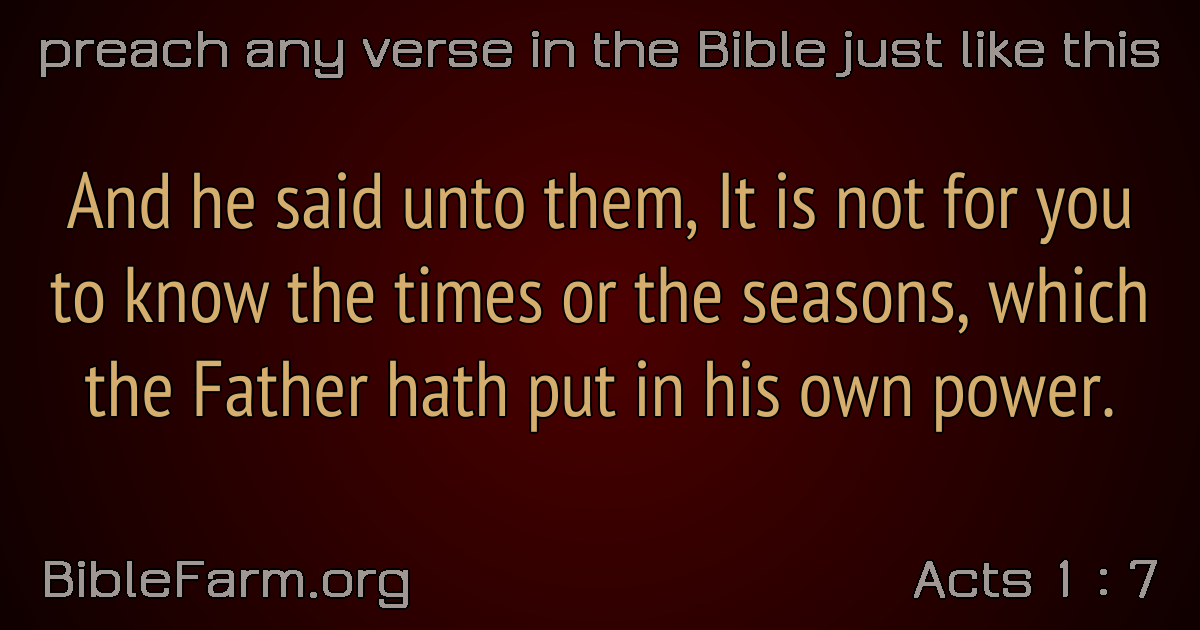 preach any verse in the Bible just like this
And he said unto them, It is not for you
to know the times or the seasons, which
the Father hath put in his own power.
BibleFarm.org
Acts 1 : 7